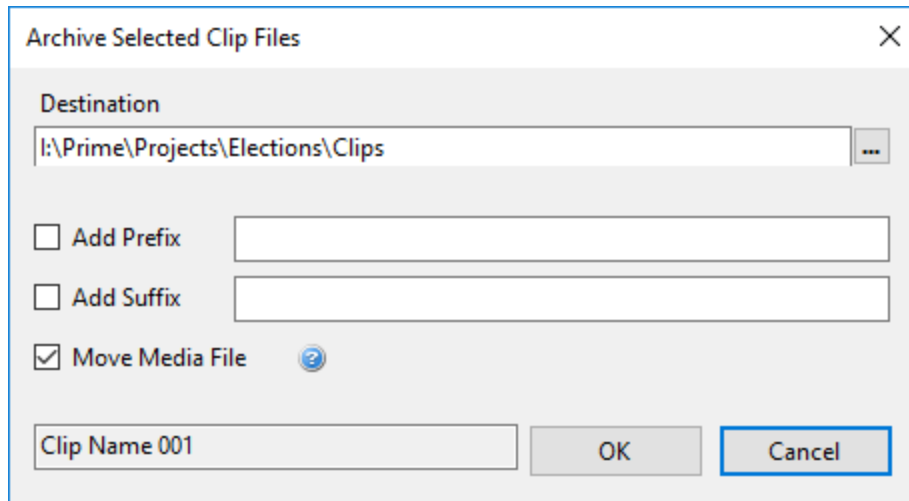 Archive Selected Clip Files
Destination
I:\Prime\Projects\Elections\Clips
...
Add Prefix
Add Suffix
Move Media File
?
Clip Name 001
OK
Cancel